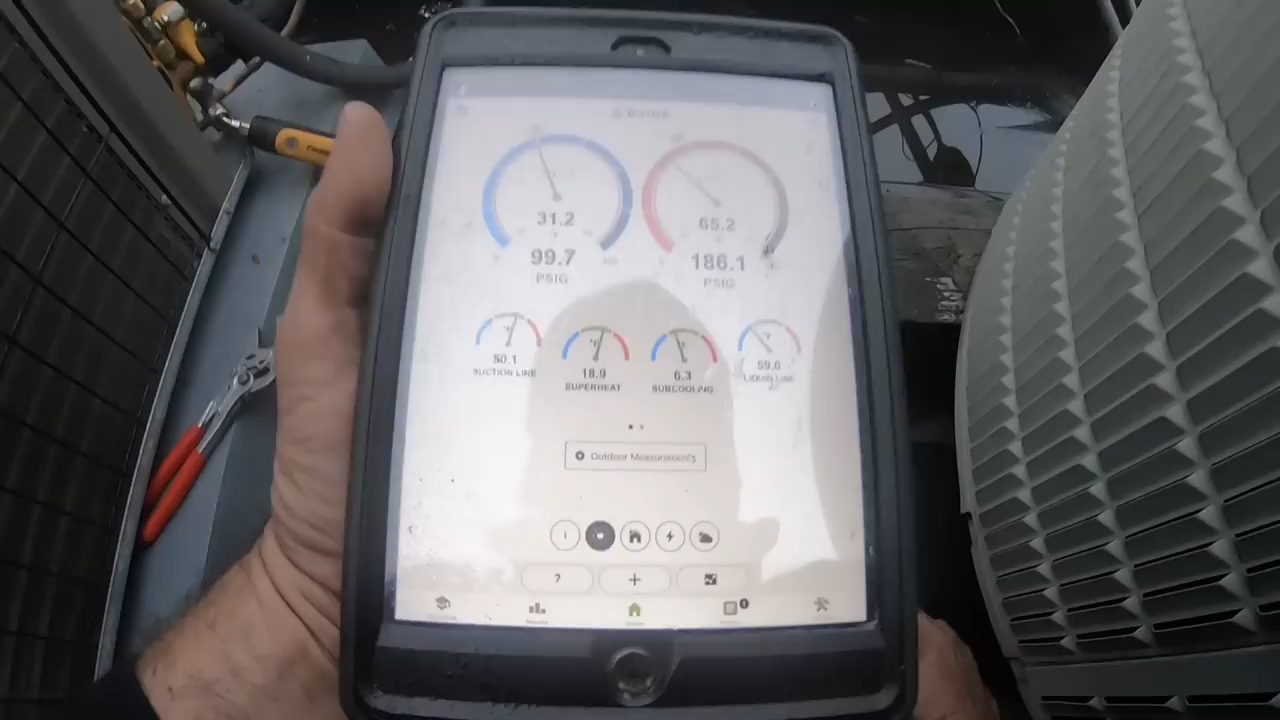 31.2
65.2
99.7
186.1
PSIG
PSIG
50.1
18.9
6.3
59.0
SUCTION LINE
SUPERHEAT
SUBCOOLING
LIQUID LINE
Outdoor Measurements
?
+